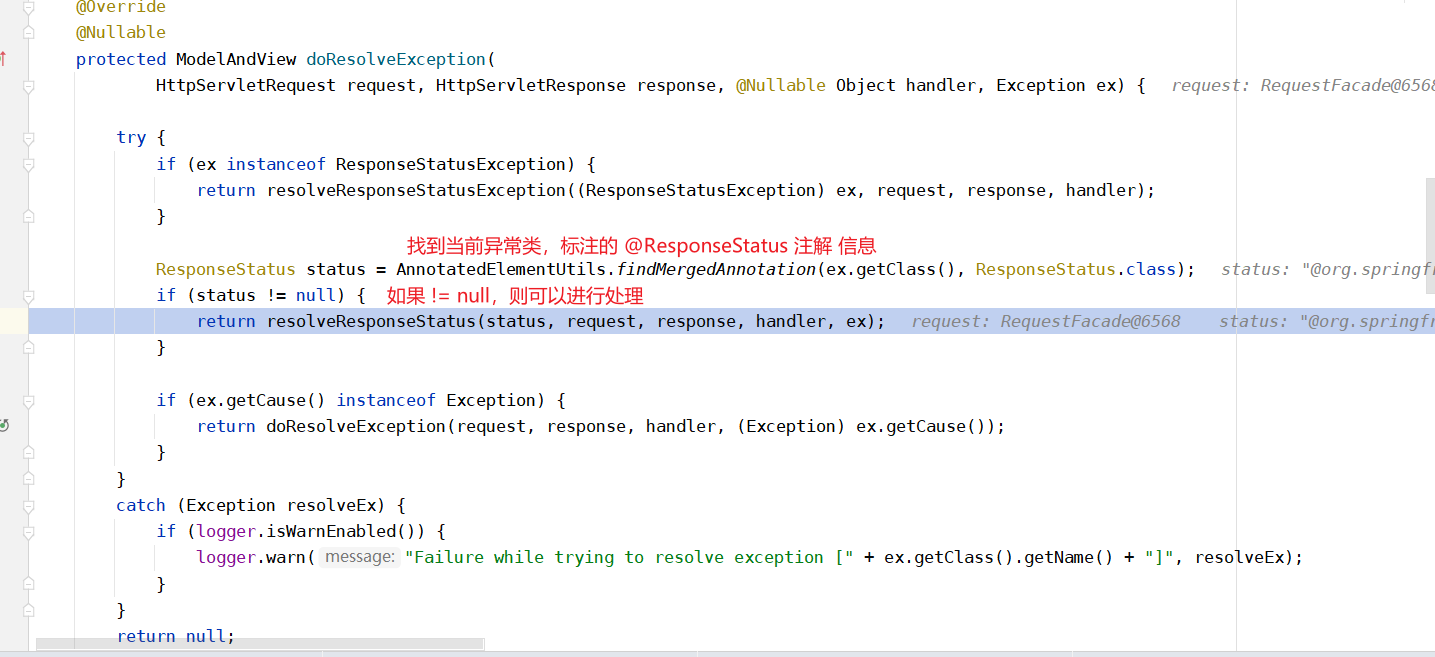 @Override
@Nullable
protected ModelAndView doResolveException(
HttpServletRequest request, HttpServletResponse response, @Nullable Object handler, Exception ex) { request: RequestFacade@6568
try {
if (ex instanceof ResponseStatusException) {
return resolveResponseStatusException((ResponseStatusException) ex, request, response, handler);
}
找到当前异常类，标注的 @ResponseStatus 注解 信息
ResponseStatus status = AnnotatedElementUtils.findMergedAnnotation(ex.getClass(), ResponseStatus.class); status: "@org.springfr
if (status != null) { 如果 != null，则可以进行处理
return resolveResponseStatus(status, request, response, handler, ex); request: RequestFacade@6568 status: "@org.springfr
}
if (ex.getCause() instanceof Exception) {
return doResolveException(request, response, handler, (Exception) ex.getCause());
}
}
catch (Exception resolveEx) {
if (logger.isWarnEnabled()) {
logger.warn( message: "Failure while trying to resolve exception [" + ex.getClass().getName() + "]", resolveEx);
}
}
return null;